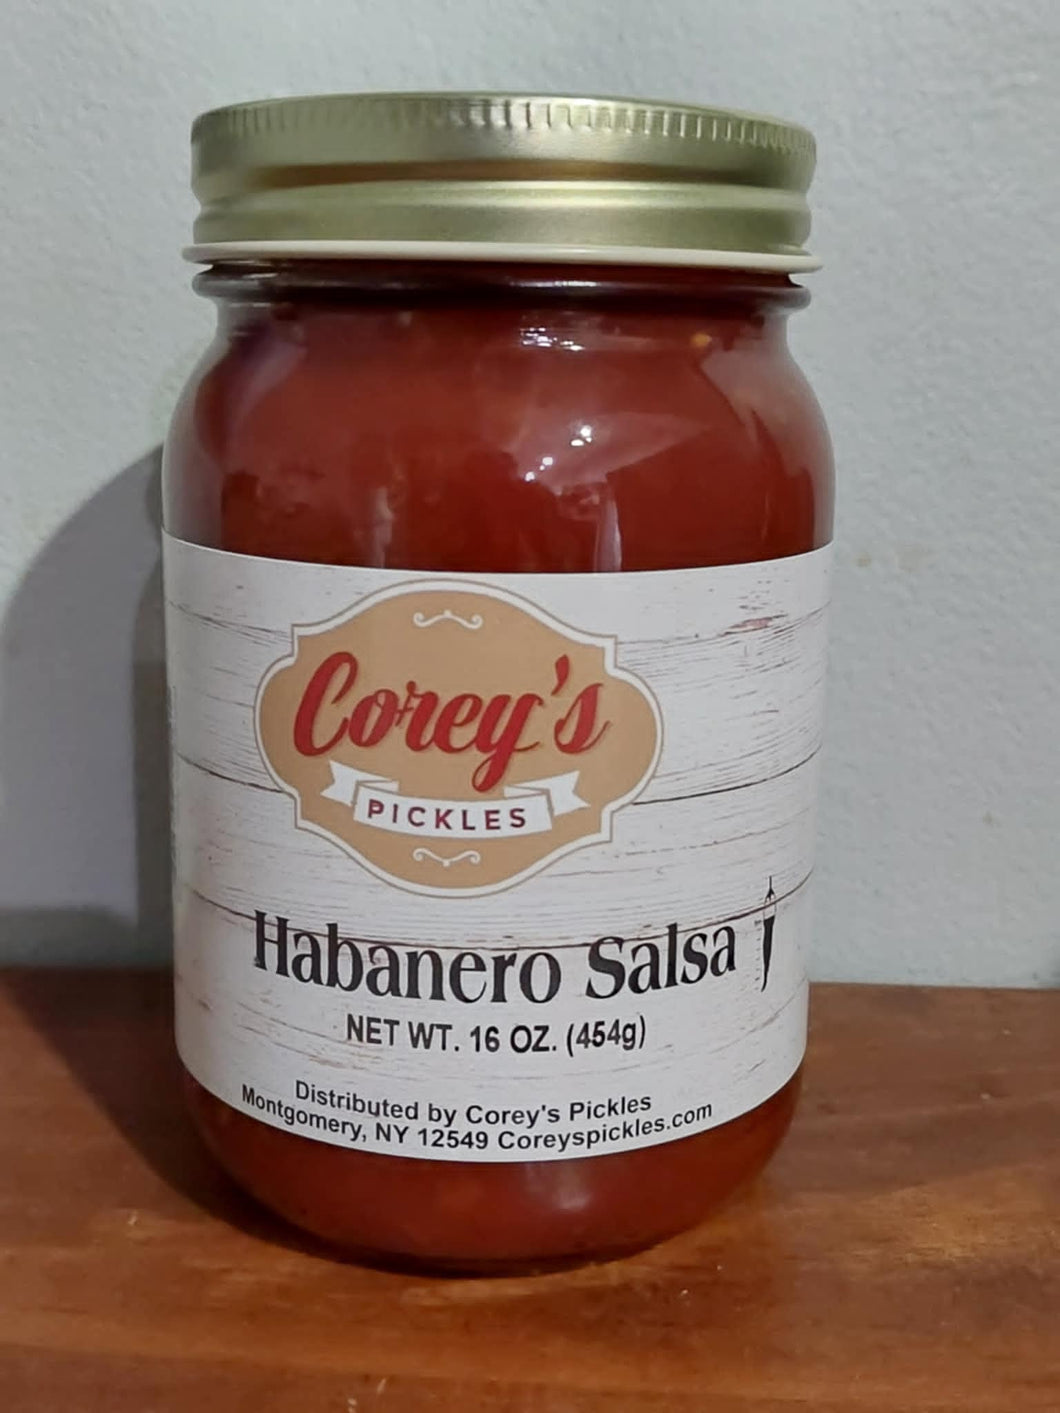 Corey's
PICKLES
Habanero Salsa
NET WT. 16 OZ. (454g)
Distributed by Corey's Pickles
Montgomery, NY 12549 Coreyspickles.com